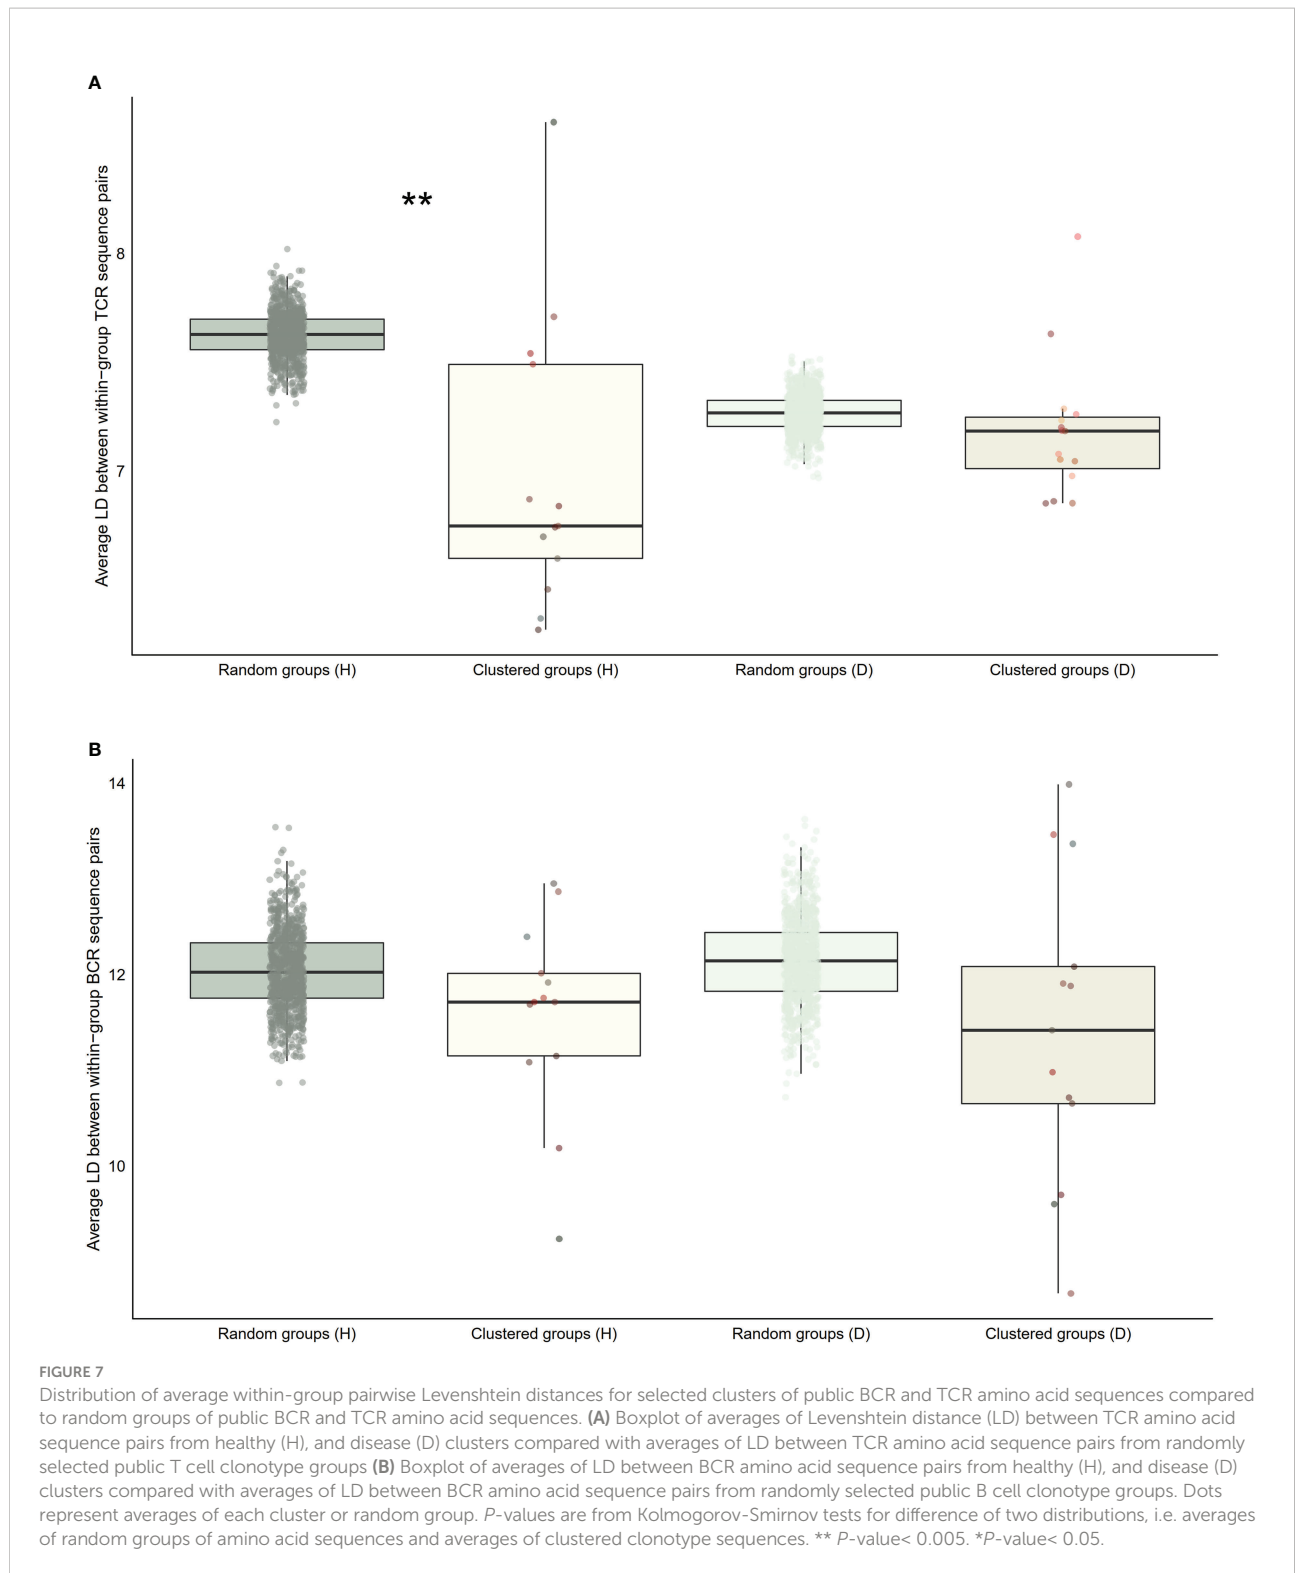 A
Average LD between within−group TCR sequence pairs
8
7
**
Random groups (H)
Clustered groups (H)
Random groups (D)
Clustered groups (D)
B
Average LD between within−group BCR sequence pairs
14
12
10
Random groups (H)
Clustered groups (H)
Random groups (D)
Clustered groups (D)
FIGURE 7
Distribution of average within-group pairwise Levenshtein distances for selected clusters of public BCR and TCR amino acid sequences compared
to random groups of public BCR and TCR amino acid sequences. (A) Boxplot of averages of Levenshtein distance (LD) between TCR amino acid
sequence pairs from healthy (H), and disease (D) clusters compared with averages of LD between TCR amino acid sequence pairs from randomly
selected public T cell clonotype groups (B) Boxplot of averages of LD between BCR amino acid sequence pairs from healthy (H), and disease (D)
clusters compared with averages of LD between BCR amino acid sequence pairs from randomly selected public B cell clonotype groups. Dots
represent averages of each cluster or random group. P-values are from Kolmogorov-Smirnov tests for difference of two distributions, i.e. averages
of random groups of amino acid sequences and averages of clustered clonotype sequences. ** P-value< 0.005. *P-value< 0.05.